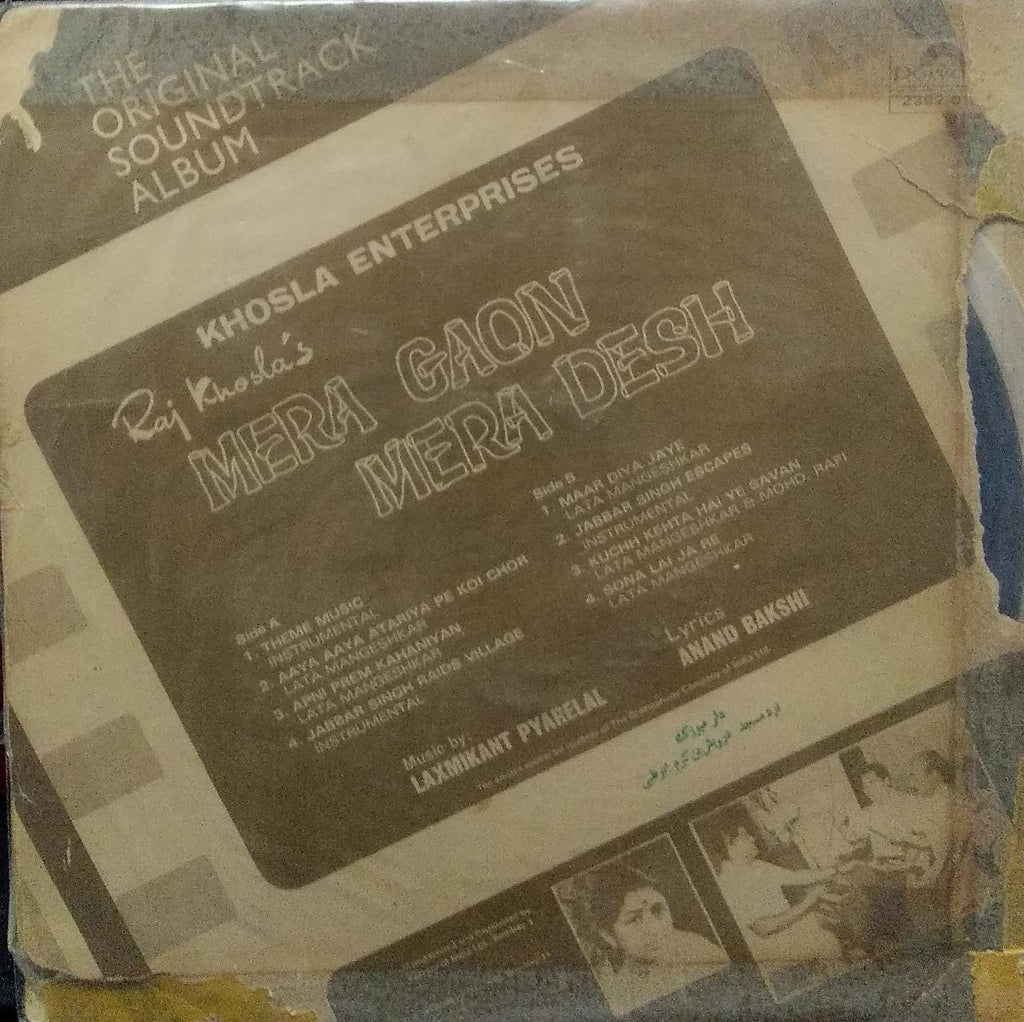 THE
ORIGINAL
SOUNDTRACK
ALBUM
Polydor
KHOSLA ENTERPRISES
Raj Khosla's
MERA GAON
MERA DESH
Side A
1. THEME MUSIC
INSTRUMENTAL
2. AAYA AAYA ATARIYA PE KOI CHOR
LATA MANGESHKAR
3. APNI PREM KAHANIYAN
LATA MANGESHKAR
4. JABBAR SINGH RAIDS VILLAGE
INSTRUMENTAL
Side B
1. MAAR DIYA JAYE
LATA MANGESHKAR
2. JABBAR SINGH ESCAPES
INSTRUMENTAL
3. KUCHH KEHTA HAI YE SAVAN
LATA MANGESHKAR & MOHD. RAFI
4. SONA LAI JA RE
LATA MANGESHKAR
Music by
LAXMIKANT PYARELAL
Lyrics
ANAND BAKSHI